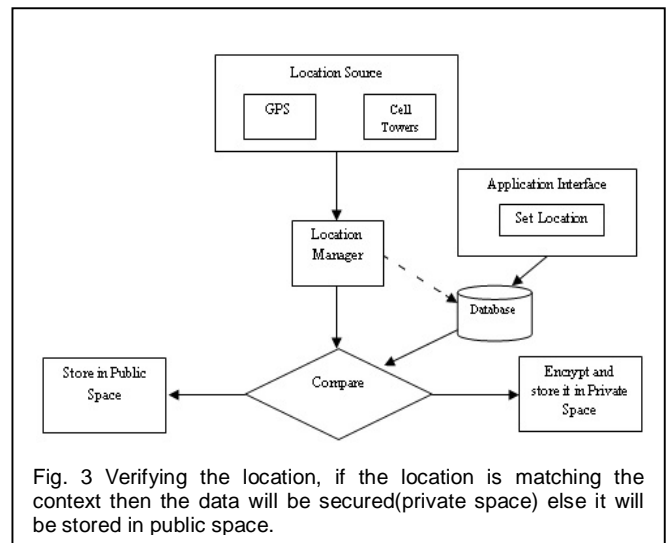 Location Source
GPS
Cell
Towers
Application Interface
Set Location
Location
Manager
Database
Store in Public
Space
Compare
Encrypt and
store it in Private
Space
Fig. 3 Verifying the location, if the location is matching the
context then the data will be secured(private space) else it will
be stored in public space.